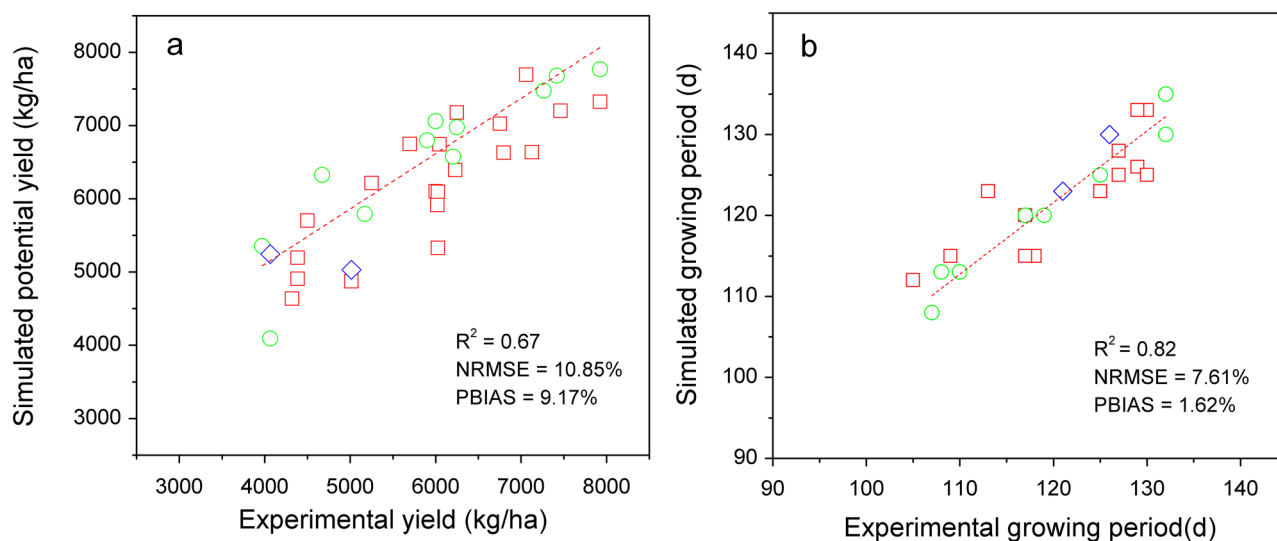 a
Simulated potential yield (kg/ha)
8000
7000
6000
5000
4000
3000
R² = 0.67
NRMSE = 10.85%
PBIAS = 9.17%
3000 4000 5000 6000 7000 8000
Experimental yield (kg/ha)
b
Simulated growing period (d)
140
130
120
110
100
90
R² = 0.82
NRMSE = 7.61%
PBIAS = 1.62%
90 100 110 120 130 140
Experimental growing period(d)